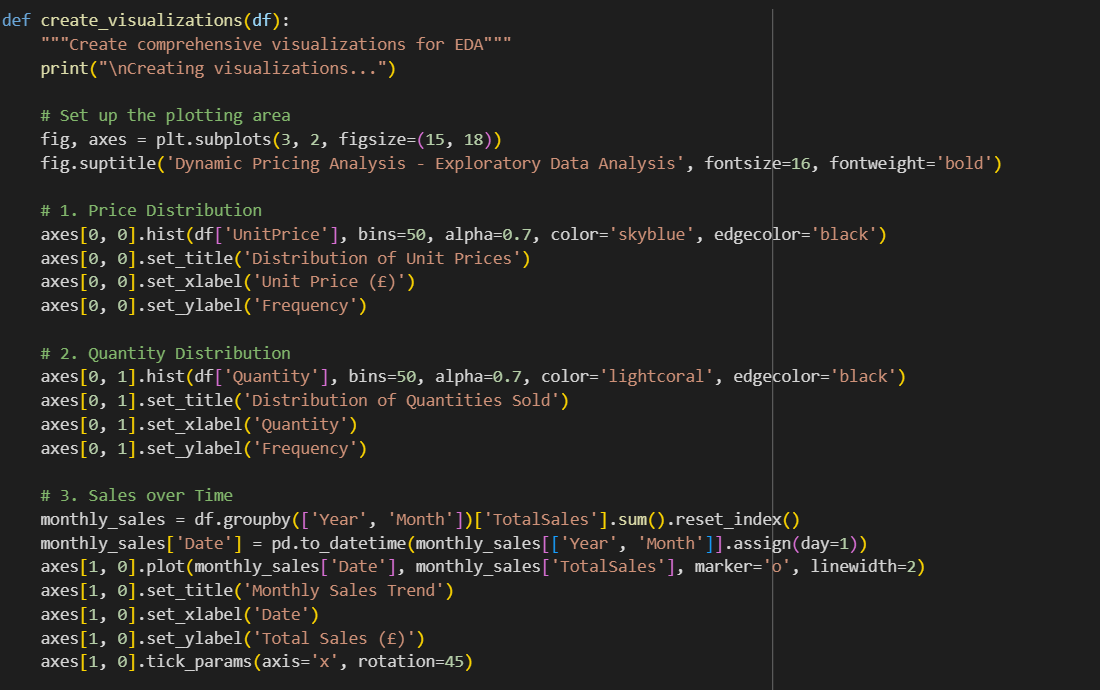 def create_visualizations(df):
    """Create comprehensive visualizations for EDA"""
    print("\nCreating visualizations...")

    # Set up the plotting area
    fig, axes = plt.subplots(3, 2, figsize=(15, 18))
    fig.suptitle('Dynamic Pricing Analysis - Exploratory Data Analysis', fontsize=16, fontweight='bold')

    # 1. Price Distribution
    axes[0, 0].hist(df['UnitPrice'], bins=50, alpha=0.7, color='skyblue', edgecolor='black')
    axes[0, 0].set_title('Distribution of Unit Prices')
    axes[0, 0].set_xlabel('Unit Price (£)')
    axes[0, 0].set_ylabel('Frequency')

    # 2. Quantity Distribution
    axes[0, 1].hist(df['Quantity'], bins=50, alpha=0.7, color='lightcoral', edgecolor='black')
    axes[0, 1].set_title('Distribution of Quantities Sold')
    axes[0, 1].set_xlabel('Quantity')
    axes[0, 1].set_ylabel('Frequency')

    # 3. Sales over Time
    monthly_sales = df.groupby(['Year', 'Month'])['TotalSales'].sum().reset_index()
    monthly_sales['Date'] = pd.to_datetime(monthly_sales[['Year', 'Month']].assign(day=1))
    axes[1, 0].plot(monthly_sales['Date'], monthly_sales['TotalSales'], marker='o', linewidth=2)
    axes[1, 0].set_title('Monthly Sales Trend')
    axes[1, 0].set_xlabel('Date')
    axes[1, 0].set_ylabel('Total Sales (£)')
    axes[1, 0].tick_params(axis='x', rotation=45)